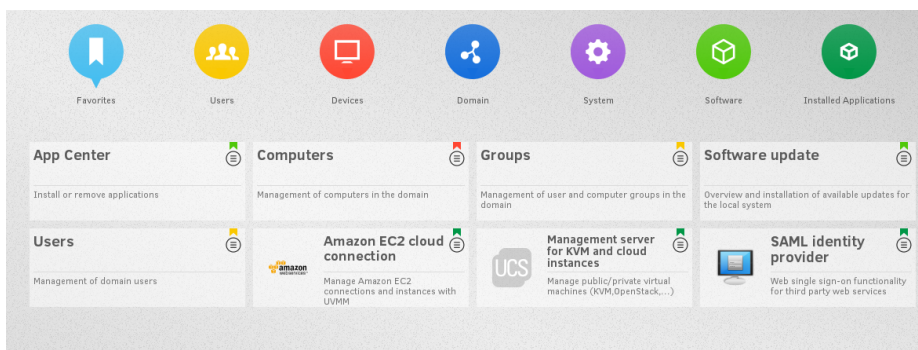 Favorites
Users
Devices
Domain
System
Software
Installed Applications
App Center
Install or remove applications
Computers
Management of computers in the domain
Groups
Management of user and computer groups in the
domain
Software update
Overview and installation of available updates for
the local system
Users
Management of domain users
amazon
Amazon EC2 cloud
connection
Manage Amazon EC2
connections and instances with
UVMM
UCS
Management server
for KVM and cloud
instances
Manage public/private virtual
machines (KVM,OpenStack,...)
SAML identity
provider
Web single sign-on functionality
for third party web services